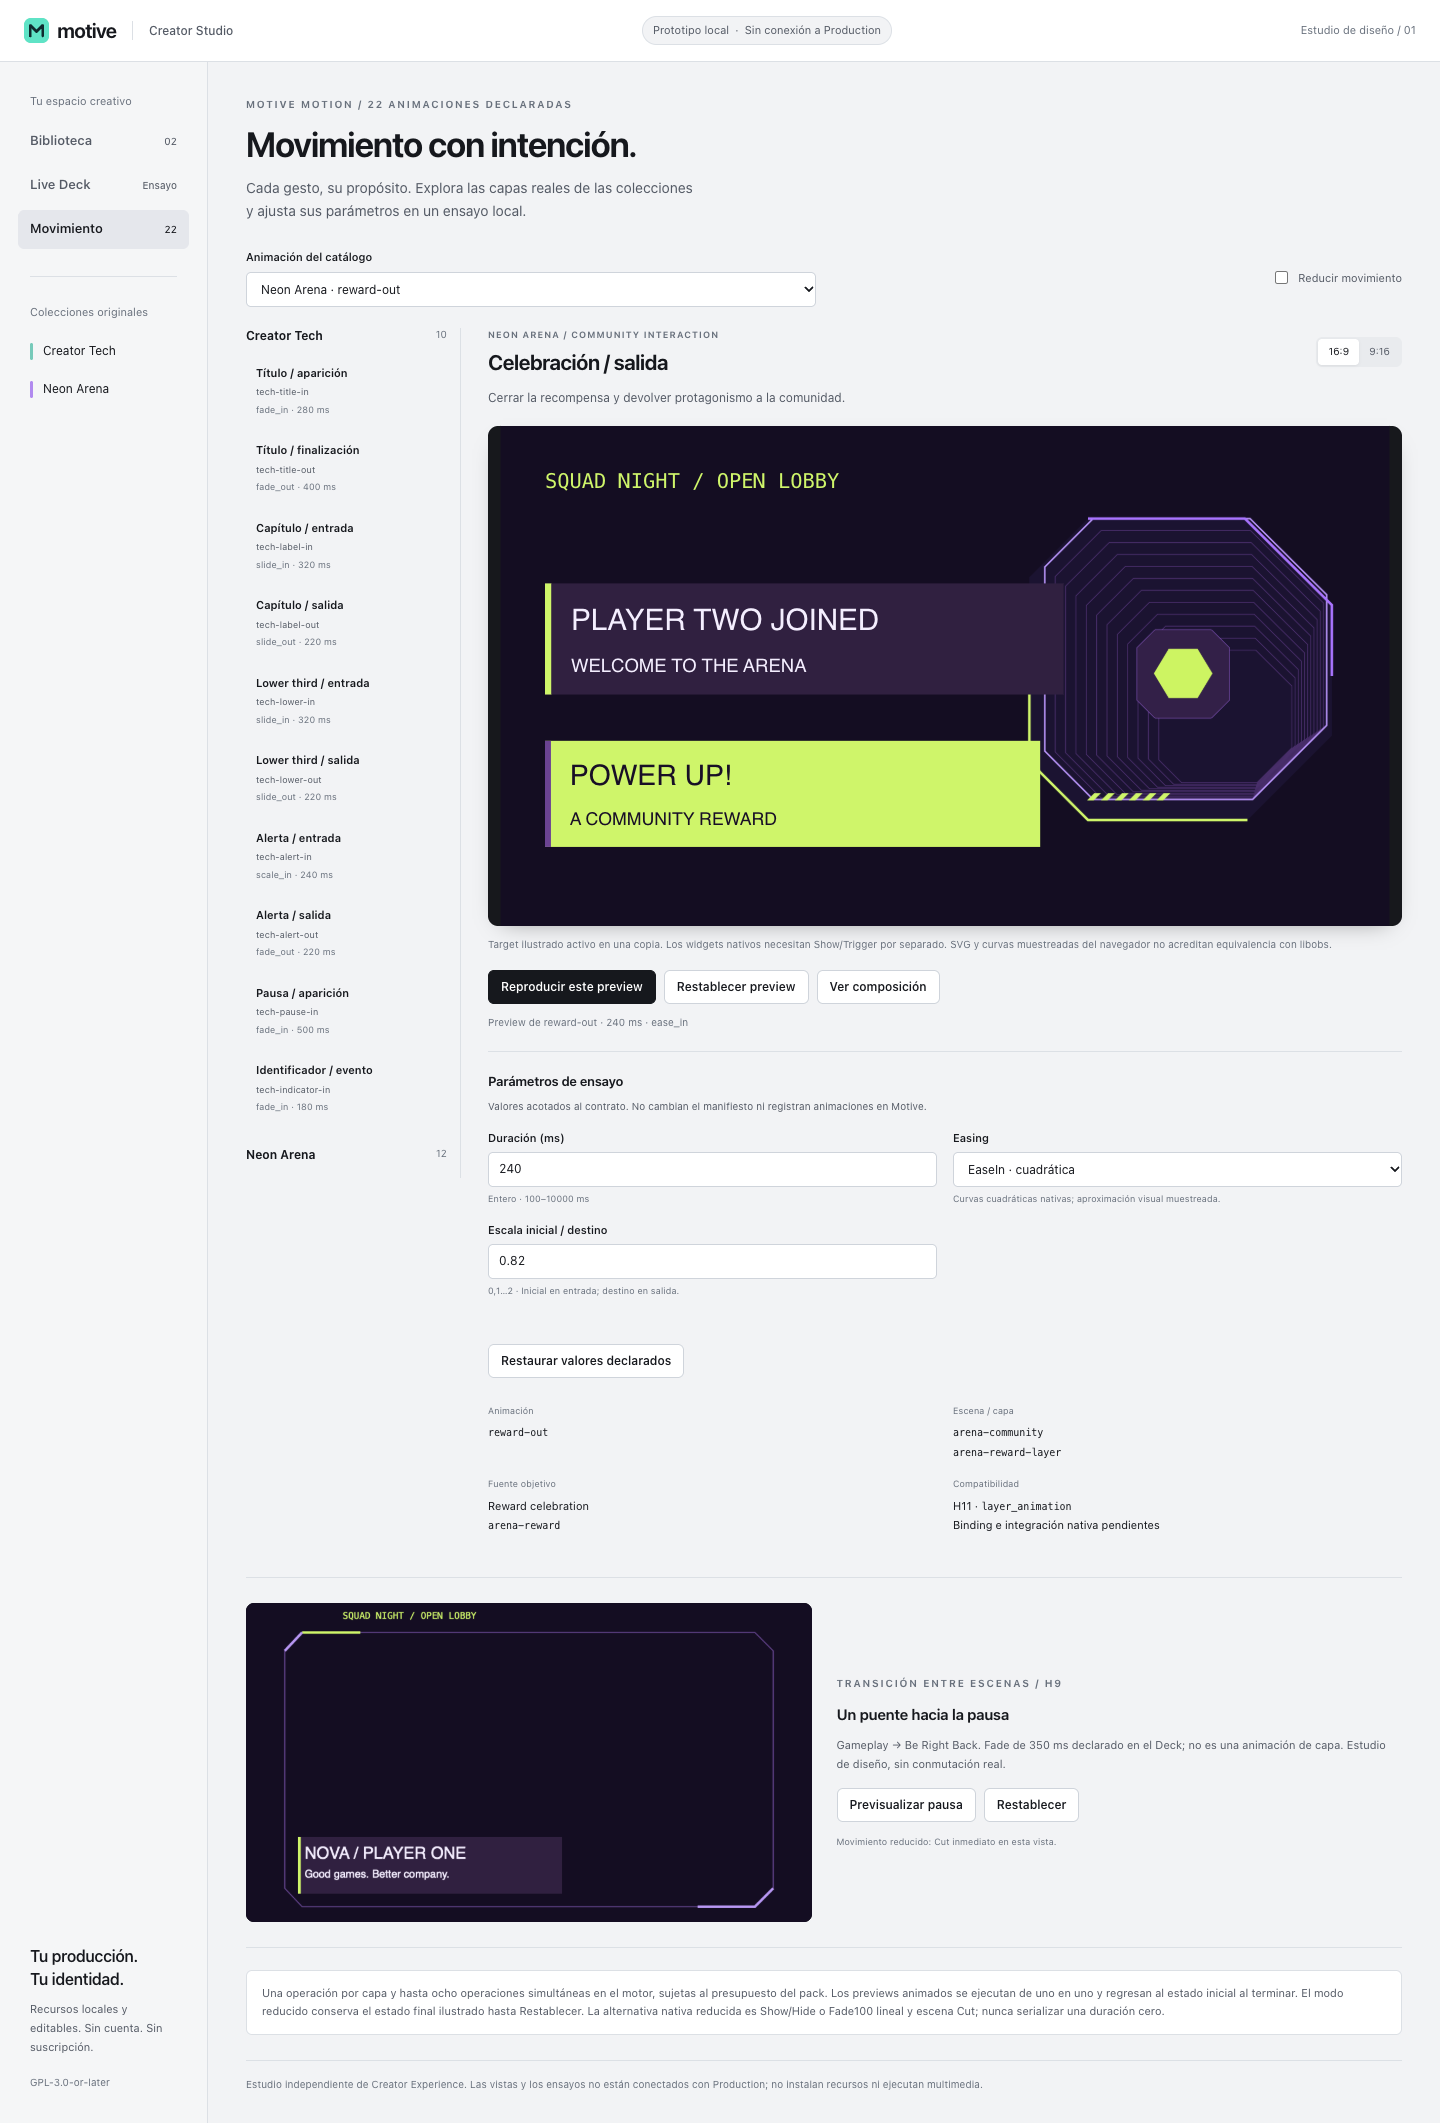 motive
Creator Studio
Prototipo local · Sin conexión a Production
Estudio de diseño / 01
Tu espacio creativo
Biblioteca 02
Live Deck Ensayo
Movimiento 22
Colecciones originales
Creator Tech
Neon Arena
MOTIVE MOTION / 22 ANIMACIONES DECLARADAS
Movimiento con intención.
Cada gesto, su propósito. Explora las capas reales de las colecciones
y ajusta sus parámetros en un ensayo local.
Animación del catálogo
Neon Arena · reward-out
Reducir movimiento
Creator Tech 10
Título / aparición
tech-title-in
fade_in · 280 ms
Título / finalización
tech-title-out
fade_out · 400 ms
Capítulo / entrada
tech-label-in
slide_in · 320 ms
Capítulo / salida
tech-label-out
slide_out · 220 ms
Lower third / entrada
tech-lower-in
slide_in · 320 ms
Lower third / salida
tech-lower-out
slide_out · 220 ms
Alerta / entrada
tech-alert-in
scale_in · 240 ms
Alerta / salida
tech-alert-out
fade_out · 220 ms
Pausa / aparición
tech-pause-in
fade_in · 500 ms
Identificador / evento
tech-indicator-in
fade_in · 180 ms
Neon Arena 12
NEON ARENA / COMMUNITY INTERACTION
Celebración / salida
16:9 9:16
Cerrar la recompensa y devolver protagonismo a la comunidad.
SQUAD NIGHT / OPEN LOBBY
PLAYER TWO JOINED
WELCOME TO THE ARENA
POWER UP!
A COMMUNITY REWARD
Target ilustrado activo en una copia. Los widgets nativos necesitan Show/Trigger por separado. SVG y curvas muestreadas del navegador no acreditan equivalencia con libobs.
Reproducir este preview
Restablecer preview
Ver composición
Preview de reward-out · 240 ms · ease_in
Parámetros de ensayo
Valores acotados al contrato. No cambian el manifiesto ni registran animaciones en Motive.
Duración (ms)
240
Entero · 100–10000 ms
Easing
EaseIn · cuadrática
Curvas cuadráticas nativas; aproximación visual muestreada.
Escala inicial / destino
0.82
0,1…2 · Inicial en entrada; destino en salida.
Restaurar valores declarados
Animación
reward-out
Escena / capa
arena-community
arena-reward-layer
Fuente objetivo
Reward celebration
arena-reward
Compatibilidad
H11 · layer_animation
Binding e integración nativa pendientes
SQUAD NIGHT / OPEN LOBBY
NOVA / PLAYER ONE
Good games. Better company.
TRANSICIÓN ENTRE ESCENAS / H9
Un puente hacia la pausa
Gameplay → Be Right Back. Fade de 350 ms declarado en el Deck; no es una animación de capa. Estudio
de diseño, sin conmutación real.
Previsualizar pausa
Restablecer
Movimiento reducido: Cut inmediato en esta vista.
Una operación por capa y hasta ocho operaciones simultáneas en el motor, sujetas al presupuesto del pack. Los previews animados se ejecutan de uno en uno y regresan al estado inicial al terminar. El modo
reducido conserva el estado final ilustrado hasta Restablecer. La alternativa nativa reducida es Show/Hide o Fade100 lineal y escena Cut; nunca serializar una duración cero.
Tu producción.
Tu identidad.
Recursos locales y
editables. Sin cuenta. Sin
suscripción.
GPL-3.0-or-later
Estudio independiente de Creator Experience. Las vistas y los ensayos no están conectados con Production; no instalan recursos ni ejecutan multimedia.